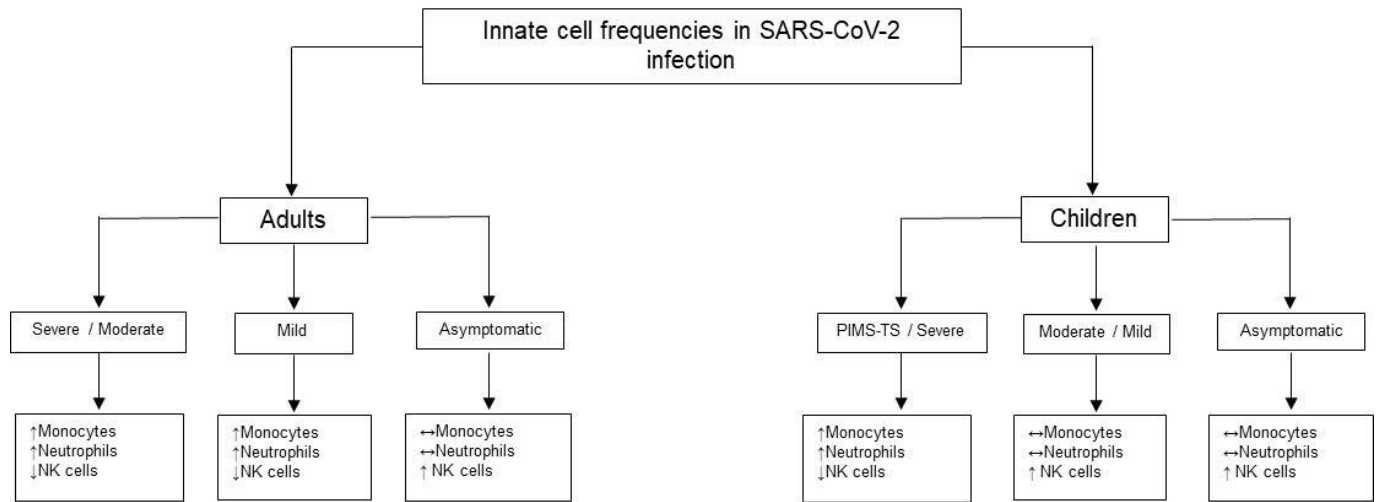 Innate cell frequencies in SARS-CoV-2
infection
Adults
Children
Severe / Moderate
Mild
Asymptomatic
PIMS-TS / Severe
Moderate / Mild
Asymptomatic
↑Monocytes
↑Neutrophils
↓NK cells
↑Monocytes
↑Neutrophils
↓NK cells
↔Monocytes
↔Neutrophils
↑ NK cells
↑Monocytes
↑Neutrophils
↓NK cells
↔Monocytes
↔Neutrophils
↑ NK cells
↔Monocytes
↔Neutrophils
↑ NK cells